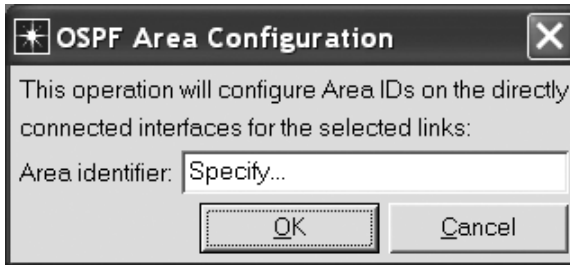 OSPF Area Configuration
This operation will configure Area IDs on the directly
connected interfaces for the selected links:
Area identifier: Specify...
OK Cancel